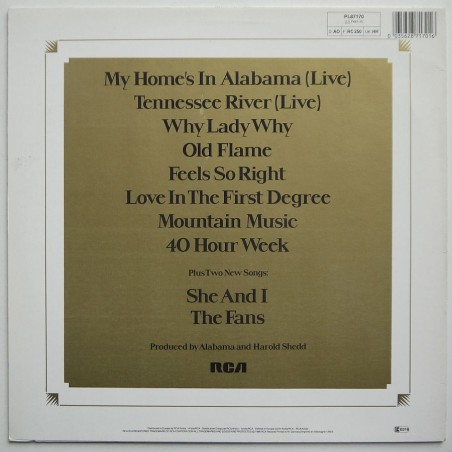 PL87170
My Home's In Alabama (Live)
Tennessee River (Live)
Why Lady Why
Old Flame
Feels So Right
Love In The First Degree
Mountain Music
40 Hour Week
Plus Two New Songs:
She And I
The Fans
Produced by Alabama and Harold Shedd
RCA